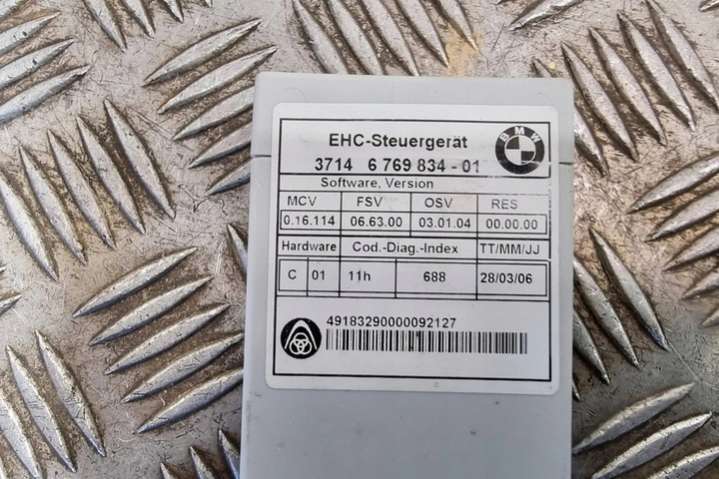 EHC-Steuergerät
BMW
3714 6 769 834 - 01
Software, Version
MCV FSV OSV RES
0.16.114 06.63.00 03.01.04 00.00.00
Hardware Cod.-Diag.-Index TT/MM/JJ
C 01 11h 688 28/03/06
49183290000092127